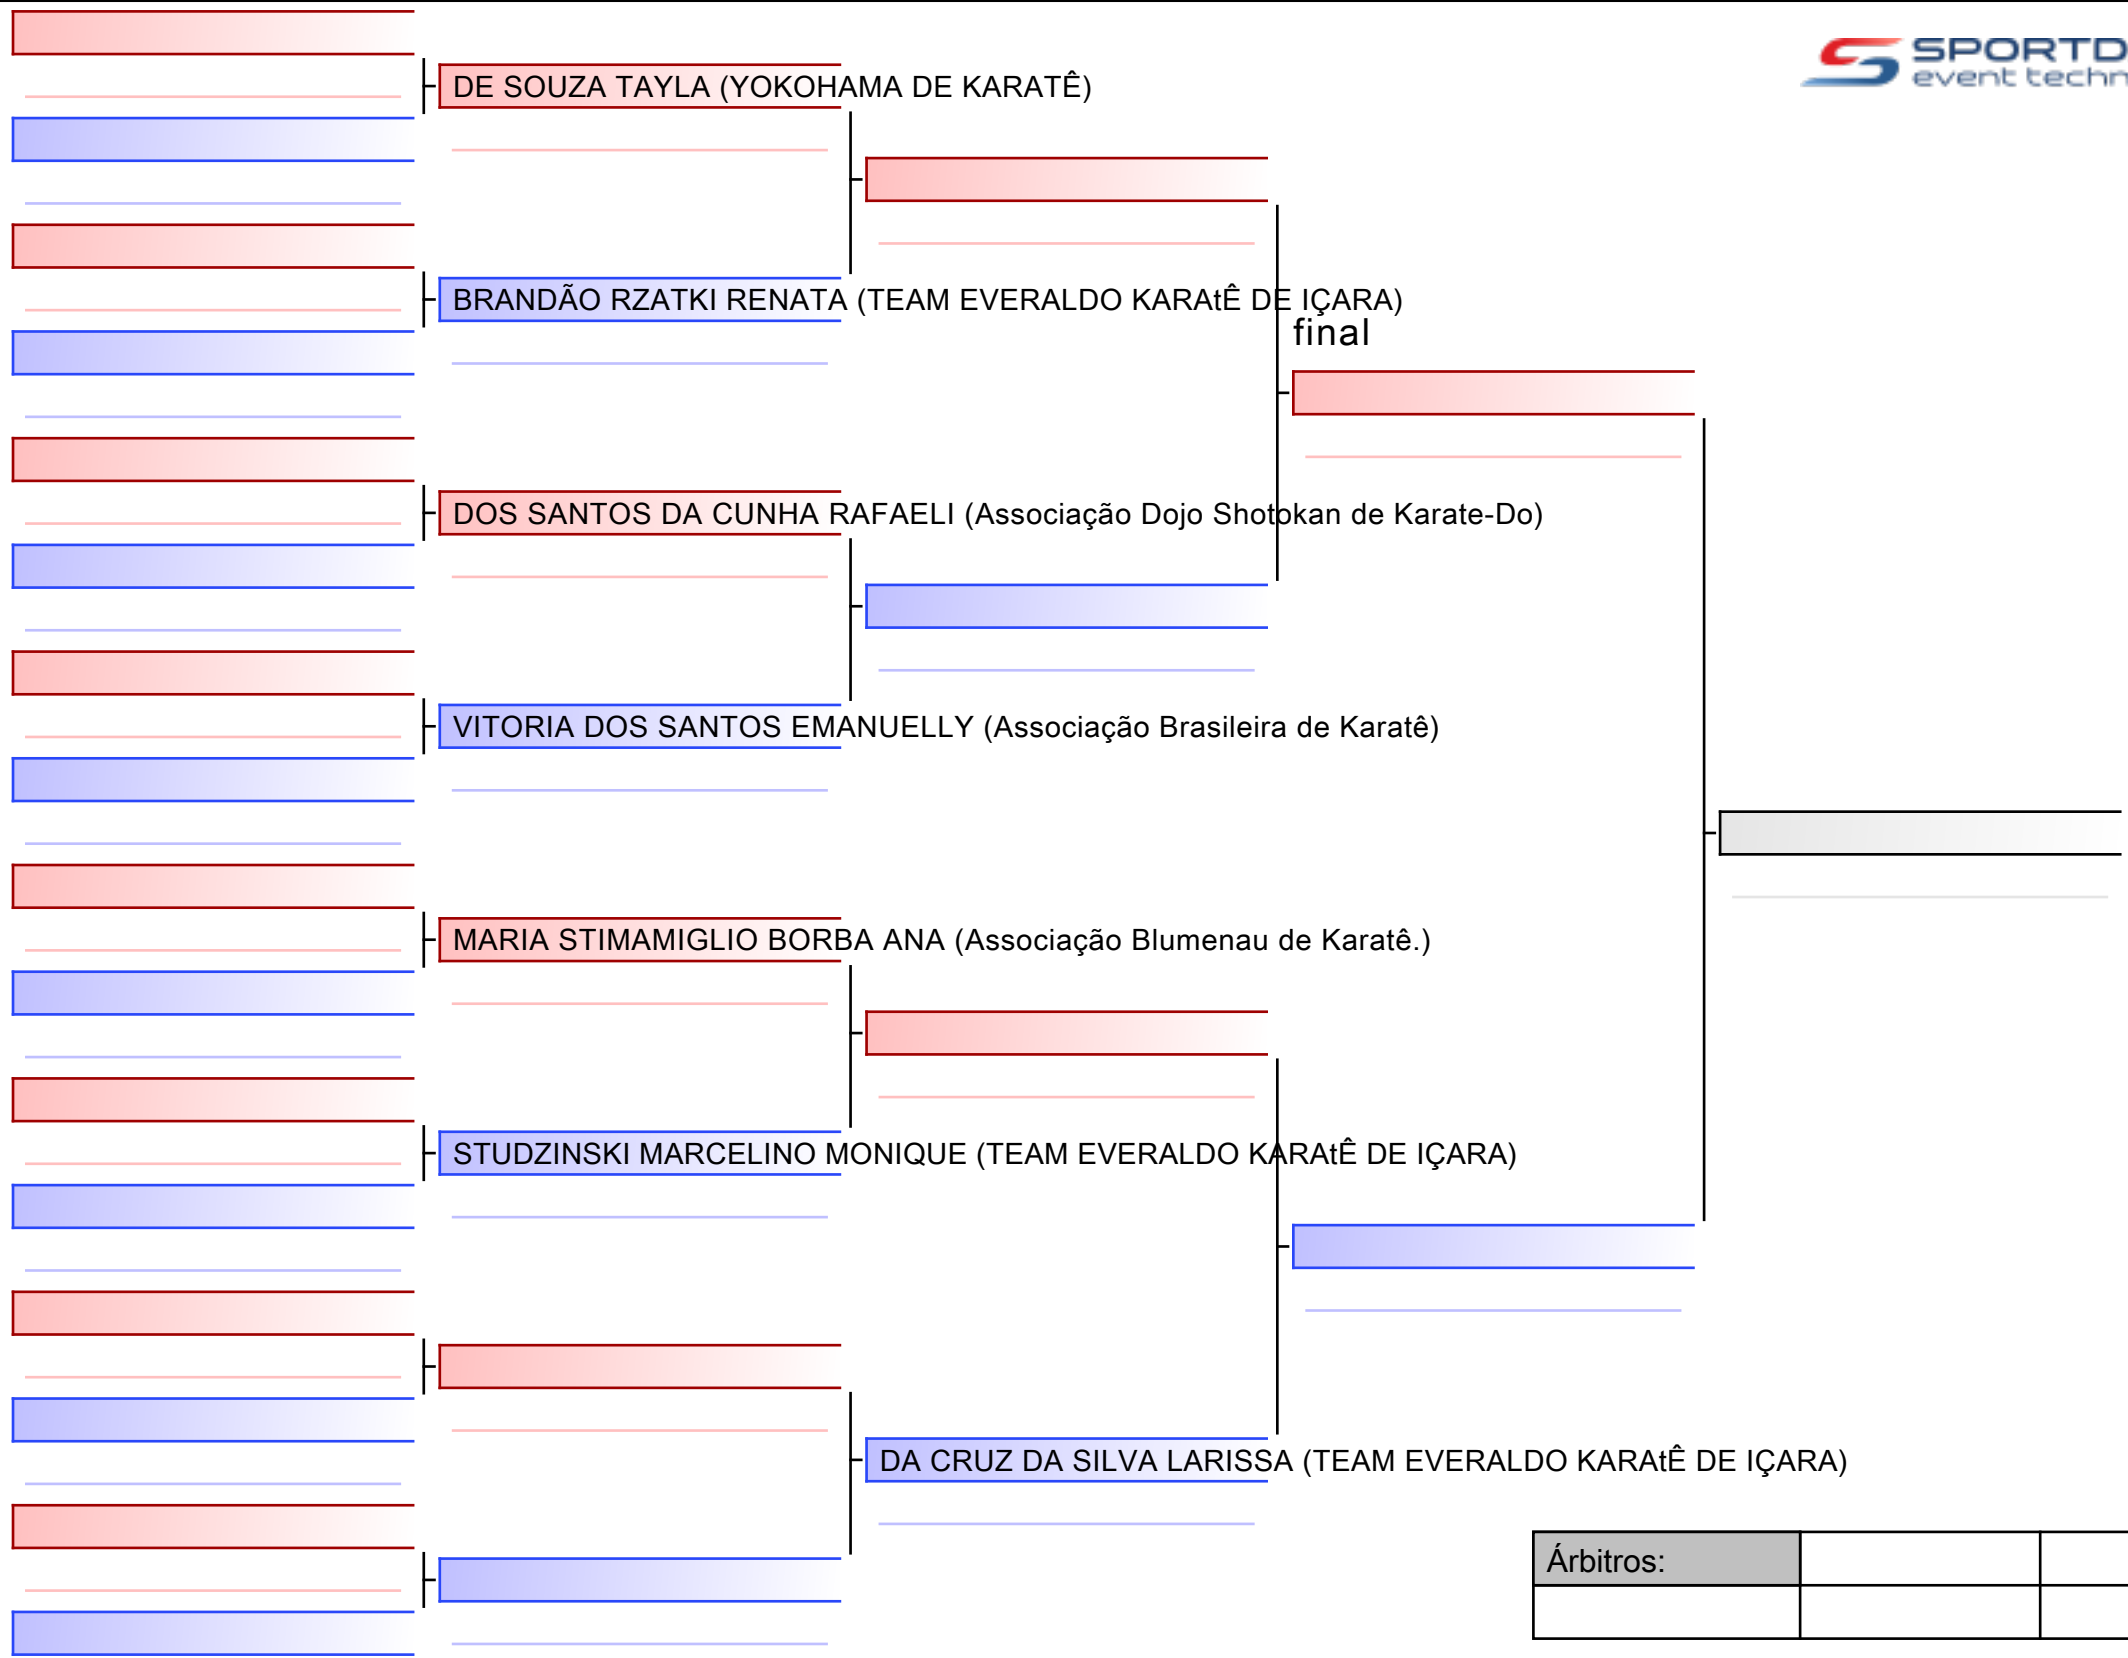 SPORTD
event techn
DE SOUZA TAYLA (YOKOHAMA DE KARATÊ)
BRANDÃO RZATKI RENATA (TEAM EVERALDO KARAtÊ DE IÇARA)
final
DOS SANTOS DA CUNHA RAFAELI (Associação Dojo Shotokan de Karate-Do)
VITORIA DOS SANTOS EMANUELLY (Associação Brasileira de Karatê)
MARIA STIMAMIGLIO BORBA ANA (Associação Blumenau de Karatê.)
STUDZINSKI MARCELINO MONIQUE (TEAM EVERALDO KARAtÊ DE IÇARA)
DA CRUZ DA SILVA LARISSA (TEAM EVERALDO KARAtÊ DE IÇARA)
Árbitros: